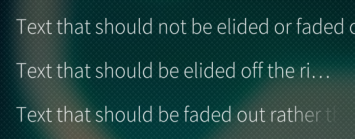 Text that should not be elided or faded
Text that should be elided off the ri…
Text that should be faded out rather